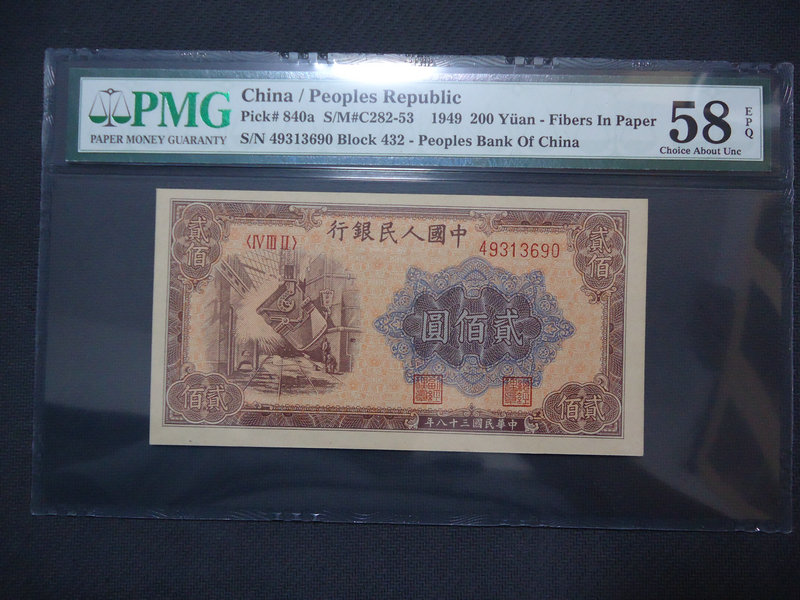 PMG
PAPER MONEY GUARANTY
China / Peoples Republic
Pick# 840a S/M#C282-53 1949 200 Yüan - Fibers In Paper
S/N 49313690 Block 432 - Peoples Bank Of China
58
EPQ
Choice About Unc
行銀民人國中
〈IV III II〉
49313690
貳佰
貳佰
圓佰貳
佰貳
佰貳
年八十三國民華中